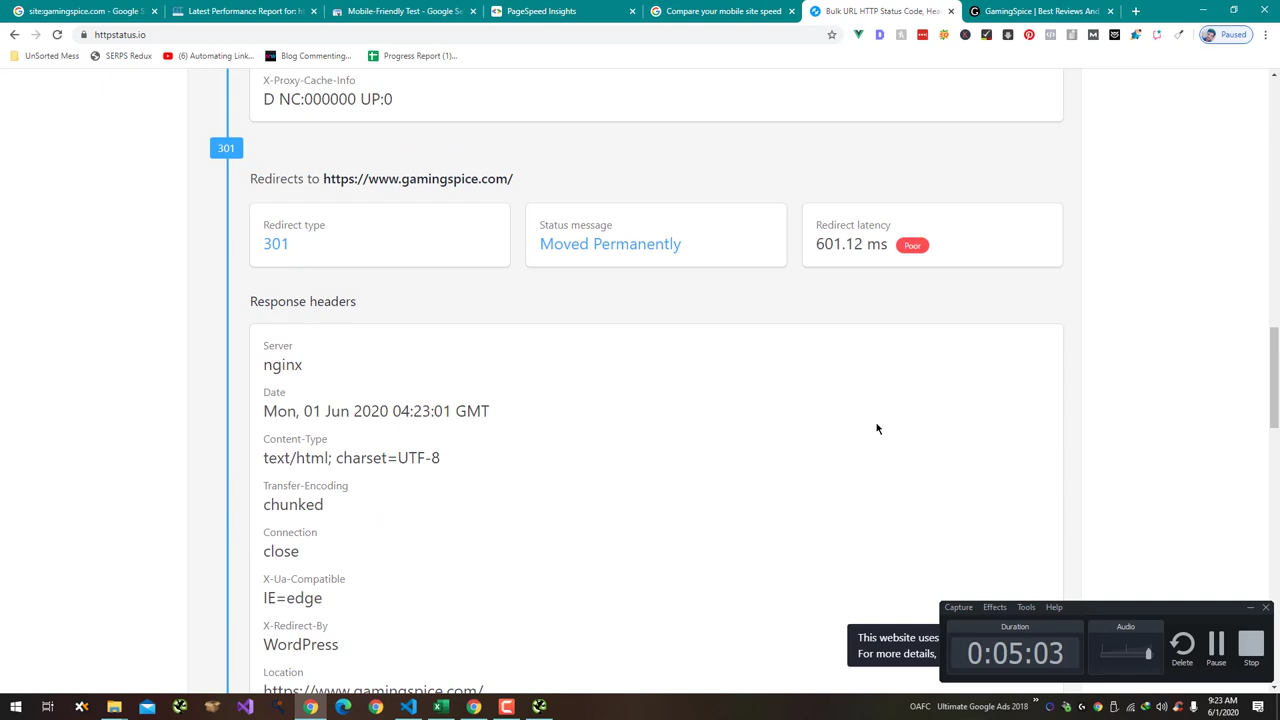 site:gamingspice.com - Google S
Latest Performance Report for: h
Mobile-Friendly Test - Google Se
PageSpeed Insights
Compare your mobile site speed
Bulk URL HTTP Status Code, Hea
GamingSpice | Best Reviews And
httpstatus.io
Paused
UnSorted Mess
SERPS Redux
(2) Automating Link...
Blog Commenting...
Progress Report (1)...
X-Proxy-Cache-Info
D NC:000000 UP:0
301
Redirects to https://www.gamingspice.com/
Redirect type
301
Status message
Moved Permanently
Redirect latency
601.12 ms Poor
Response headers
Server
nginx
Date
Mon, 01 Jun 2020 04:23:01 GMT
Content-Type
text/html; charset=UTF-8
Transfer-Encoding
chunked
Connection
close
X-Ua-Compatible
IE=edge
X-Redirect-By
WordPress
Location
https://www.gamingspice.com/
This website uses
For more details,
Capture Effects Tools Help
Duration
0:05:03
Audio
Delete
Pause
Stop
OAFC Ultimate Google Ads 2018
9:23 AM
6/1/2020